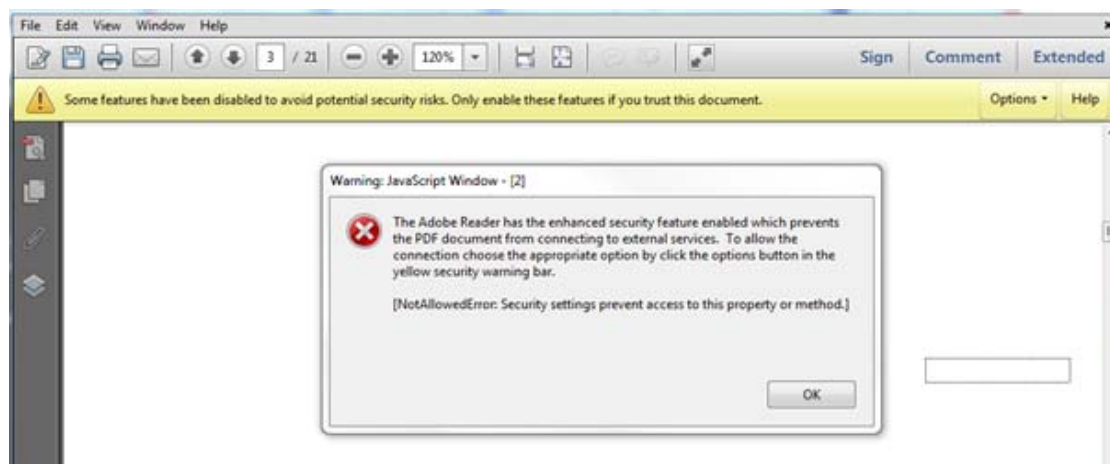 File Edit View Window Help
3 / 21 120% Sign Comment Extended
Some features have been disabled to avoid potential security risks. Only enable these features if you trust this document. Options Help
Warning: JavaScript Window - [2]
The Adobe Reader has the enhanced security feature enabled which prevents
the PDF document from connecting to external services. To allow the
connection choose the appropriate option by click the options button in the
yellow security warning bar.
[NotAllowedError: Security settings prevent access to this property or method.]
OK